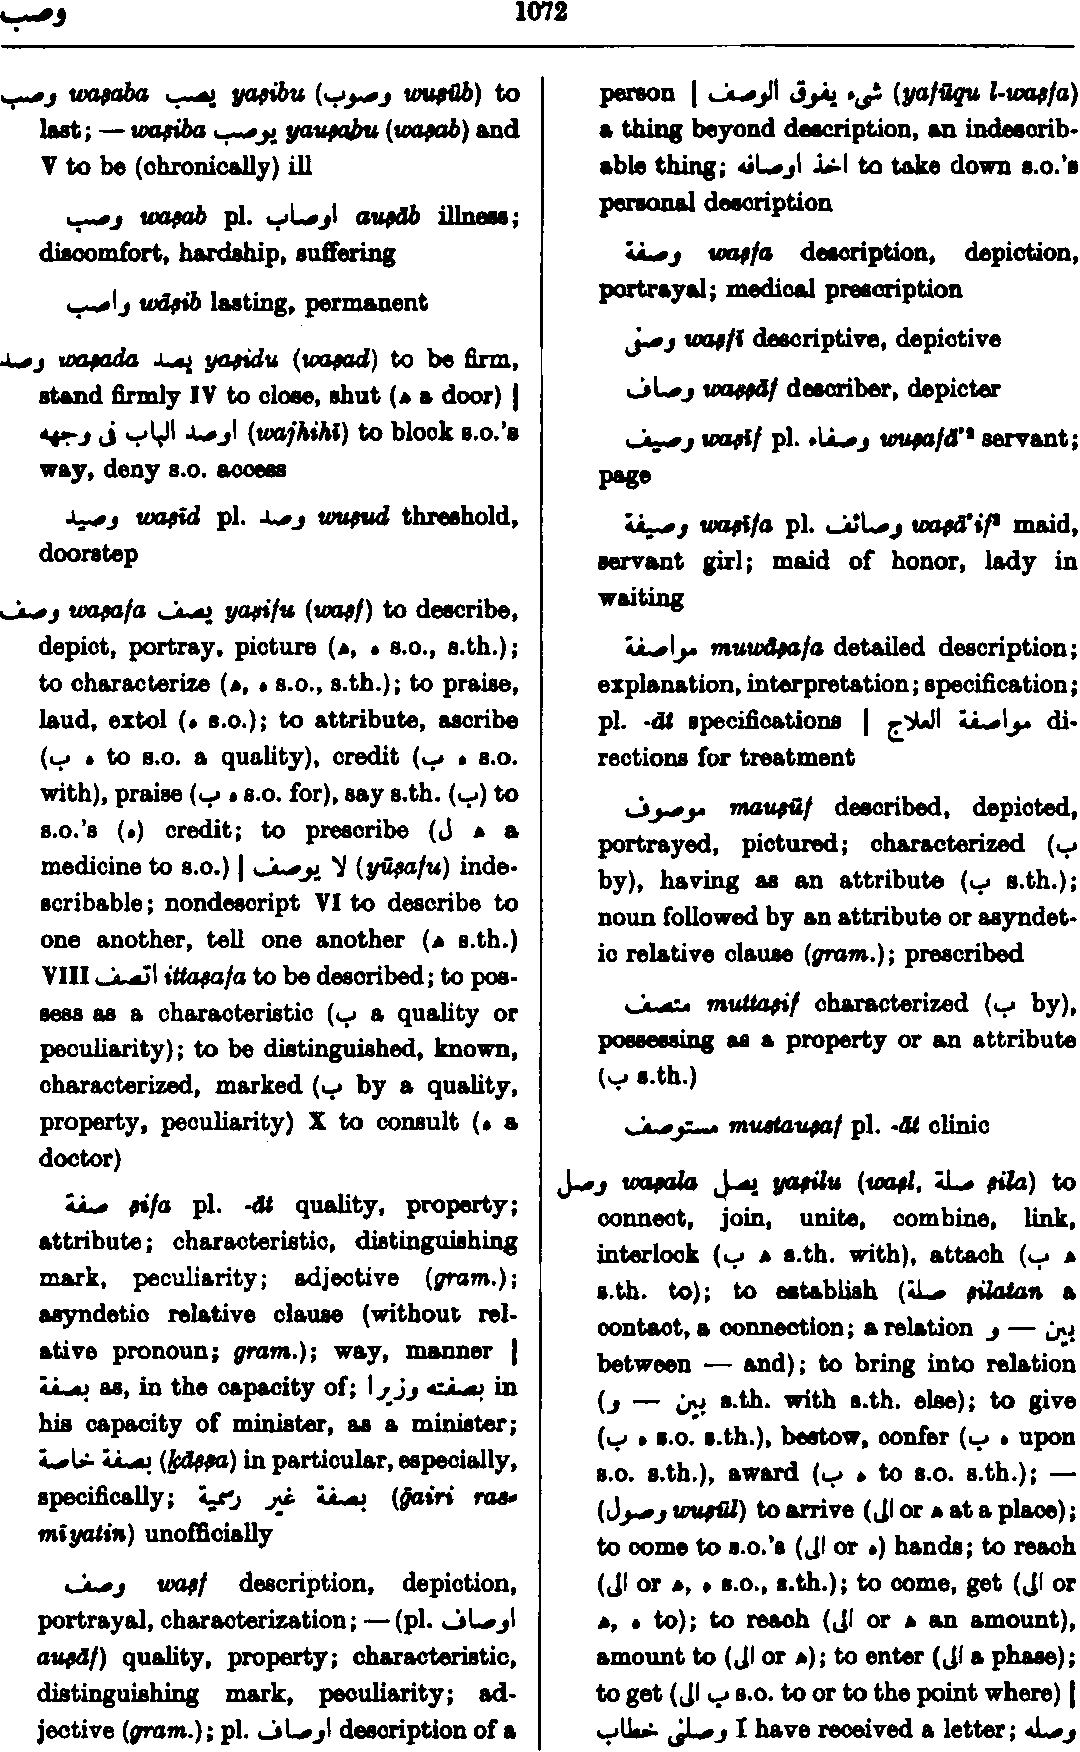 وصب 1072
وصب waṣaba يصب yaṣibu (وصوب wuṣūb) to
last; — waṣiba يوصب yauṣabu (waṣab) and
V to be (chronically) ill
وصب waṣab pl. اوصاب auṣāb illness;
discomfort, hardship, suffering
واصب wāṣib lasting, permanent
وصد waṣada يصد yaṣidu (waṣad) to be firm,
stand firmly IV to close, shut (ﻫ a door) |
اوصد الباب فى وجهه (wajhihī) to block s.o.'s
way, deny s.o. access
وصيد waṣīd pl. وصد wuṣud threshold,
doorstep
وصف waṣafa يصف yaṣifu (waṣf) to describe,
depict, portray, picture (ﻫ, ه s.o., s.th.);
to characterize (ﻫ, ه s.o., s.th.); to praise,
laud, extol (ه s.o.); to attribute, ascribe
(ه ب to s.o. a quality), credit (ه ب s.o.
with), praise (ه ب s.o. for), say s.th. (ب) to
s.o.'s (ه) credit; to prescribe (ﻫ ل a
medicine to s.o.) | لا يوصف (yūṣafu) inde-
scribable; nondescript VI to describe to
one another, tell one another (ﻫ s.th.)
VIII اتصف ittaṣafa to be described; to pos-
sess as a characteristic (ب a quality or
peculiarity); to be distinguished, known,
characterized, marked (ب by a quality,
property, peculiarity) X to consult (ه a
doctor)
صفة ṣifa pl. -āt quality, property;
attribute; characteristic, distinguishing
mark, peculiarity; adjective (gram.);
asyndetic relative clause (without rel-
ative pronoun; gram.); way, manner |
بصفة as, in the capacity of; بصفته وزيرا in
his capacity of minister, as a minister;
بصفة خاصة (ḵāṣṣa) in particular, especially,
specifically; بصفة غير رسمية (ḡairi ras-
mīyatin) unofficially
وصف waṣf description, depiction,
portrayal, characterization; — (pl. اوصاف
auṣāf) quality, property; characteristic,
distinguishing mark, peculiarity; ad-
jective (gram.); pl. اوصاف description of a
person | شىء يفوق الوصف (yafūqu l-waṣfa)
a thing beyond description, an indescrib-
able thing; اخذ اوصافه to take down s.o.'s
personal description
وصفة waṣfa description, depiction,
portrayal; medical prescription
وصفى waṣfī descriptive, depictive
وصاف waṣṣāf describer, depicter
وصيف waṣīf pl. وصفاء wuṣafā'² servant;
page
وصيفة waṣīfa pl. وصائف waṣā'if² maid,
servant girl; maid of honor, lady in
waiting
مواصفة muwāṣafa detailed description;
explanation, interpretation; specification;
pl. -āt specifications | مواصفة العلاج di-
rections for treatment
موصوف mauṣūf described, depicted,
portrayed, pictured; characterized (ب
by), having as an attribute (ب s.th.);
noun followed by an attribute or asyndet-
ic relative clause (gram.); prescribed
متصف muttaṣif characterized (ب by),
possessing as a property or an attribute
(ب s.th.)
مستوصف mustauṣaf pl. -āt clinic
وصل waṣala يصل yaṣilu (waṣl, صلة ṣila) to
connect, join, unite, combine, link,
interlock (ﻫ ب s.th. with), attach (ﻫ ب
s.th. to); to establish (صلة ṣilatan a
contact, a connection; a relation بين — و
between — and); to bring into relation
(بين — و s.th. with s.th. else); to give
(ه ب s.o. s.th.), bestow, confer (ه ب upon
s.o. s.th.), award (ه ب to s.o. s.th.); —
(وصول wuṣūl) to arrive (ﻫ or الى at a place);
to come to s.o.'s (ه or الى) hands; to reach
(ﻫ, ه or الى s.o., s.th.); to come, get (الى or
ﻫ, ه to); to reach (ﻫ or الى an amount),
amount to (ﻫ or الى); to enter (الى a phase);
to get (ب الى s.o. to or to the point where) |
وصلنى خطاب I have received a letter; وصله